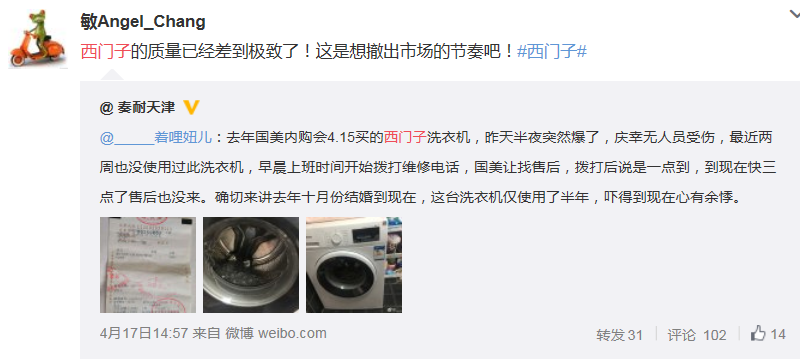 敏Angel_Chang
西门子的质量已经差到极致了！这是想撤出市场的节奏吧！#西门子#
@ 奏耐天津
@_____着哩妞儿：去年国美内购会4.15买的西门子洗衣机，昨天半夜突然爆了，庆幸无人员受伤，最近两
周也没使用过此洗衣机，早晨上班时间开始拨打维修电话，国美让找售后，拨打后说是一点到，到现在快三
点了售后也没来。确切来讲去年十月份结婚到现在，这台洗衣机仅使用了半年，吓得到现在心有余悸。
4月17日14:57 来自 微博 weibo.com
转发 31 评论 102 14